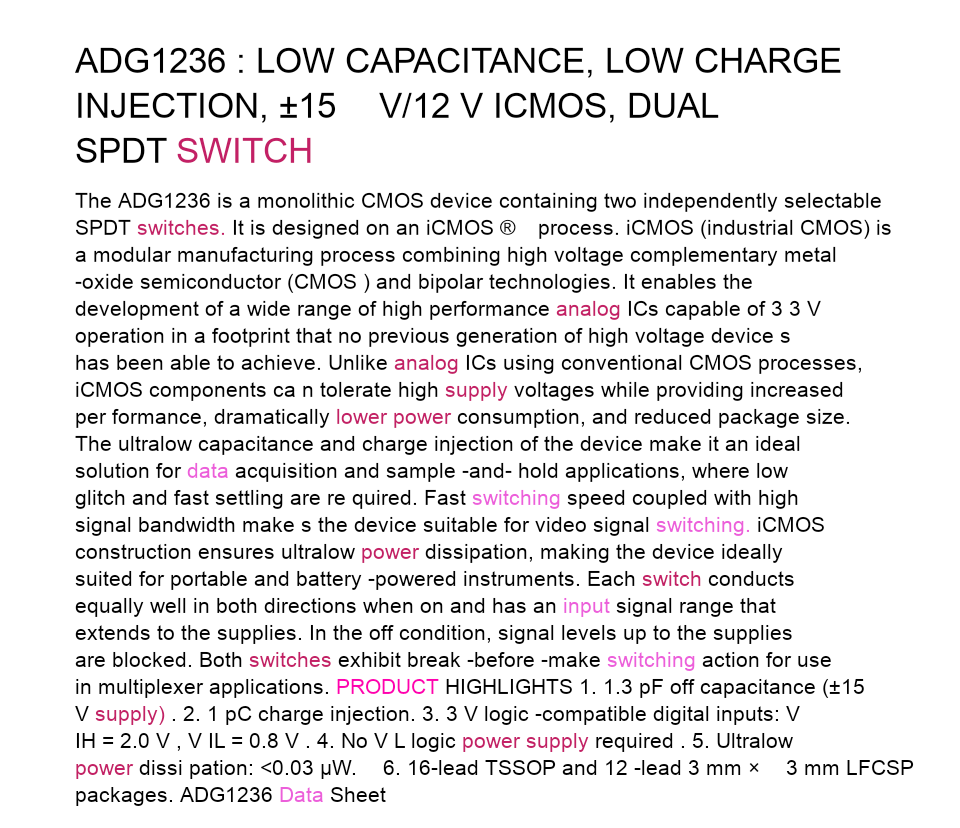 ADG1236 : LOW CAPACITANCE, LOW CHARGE
INJECTION, ±15 V/12 V ICMOS, DUAL
SPDT SWITCH
The ADG1236 is a monolithic CMOS device containing two independently selectable
SPDT switches. It is designed on an iCMOS ® process. iCMOS (industrial CMOS) is
a modular manufacturing process combining high voltage complementary metal
-oxide semiconductor (CMOS ) and bipolar technologies. It enables the
development of a wide range of high performance analog ICs capable of 3 3 V
operation in a footprint that no previous generation of high voltage device s
has been able to achieve. Unlike analog ICs using conventional CMOS processes,
iCMOS components ca n tolerate high supply voltages while providing increased
per formance, dramatically lower power consumption, and reduced package size.
The ultralow capacitance and charge injection of the device make it an ideal
solution for data acquisition and sample -and- hold applications, where low
glitch and fast settling are re quired. Fast switching speed coupled with high
signal bandwidth make s the device suitable for video signal switching. iCMOS
construction ensures ultralow power dissipation, making the device ideally
suited for portable and battery -powered instruments. Each switch conducts
equally well in both directions when on and has an input signal range that
extends to the supplies. In the off condition, signal levels up to the supplies
are blocked. Both switches exhibit break -before -make switching action for use
in multiplexer applications. PRODUCT HIGHLIGHTS 1. 1.3 pF off capacitance (±15
V supply) . 2. 1 pC charge injection. 3. 3 V logic -compatible digital inputs: V
IH = 2.0 V , V IL = 0.8 V . 4. No V L logic power supply required . 5. Ultralow
power dissi pation: <0.03 µW. 6. 16-lead TSSOP and 12 -lead 3 mm × 3 mm LFCSP
packages. ADG1236 Data Sheet